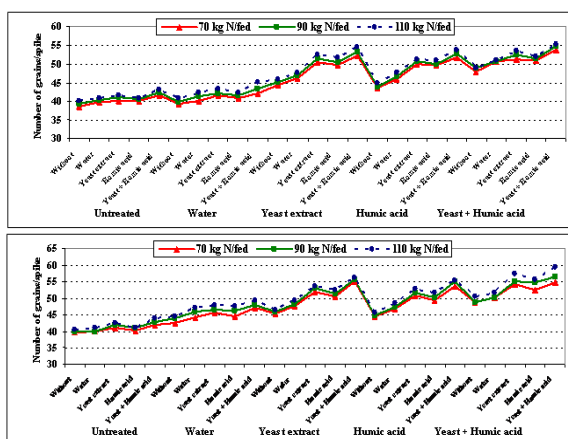 70 kg N/fed 90 kg N/fed 110 kg N/fed
Number of grains/spike
60
55
50
45
40
35
30
Without Water Yeast extract Humic acid Yeast + Humic acid Without Water Yeast extract Humic acid Yeast + Humic acid Without Water Yeast extract Humic acid Yeast + Humic acid Without Water Yeast extract Humic acid Yeast + Humic acid Without Water Yeast extract Humic acid Yeast + Humic acid
Untreated Water Yeast extract Humic acid Yeast + Humic acid
70 kg N/fed 90 kg N/fed 110 kg N/fed
Number of grains/spike
65
60
55
50
45
40
35
30
Without Water Yeast extract Humic acid Yeast + Humic acid Without Water Yeast extract Humic acid Yeast + Humic acid Without Water Yeast extract Humic acid Yeast + Humic acid Without Water Yeast extract Humic acid Yeast + Humic acid Without Water Yeast extract Humic acid Yeast + Humic acid
Untreated Water Yeast extract Humic acid Yeast + Humic acid